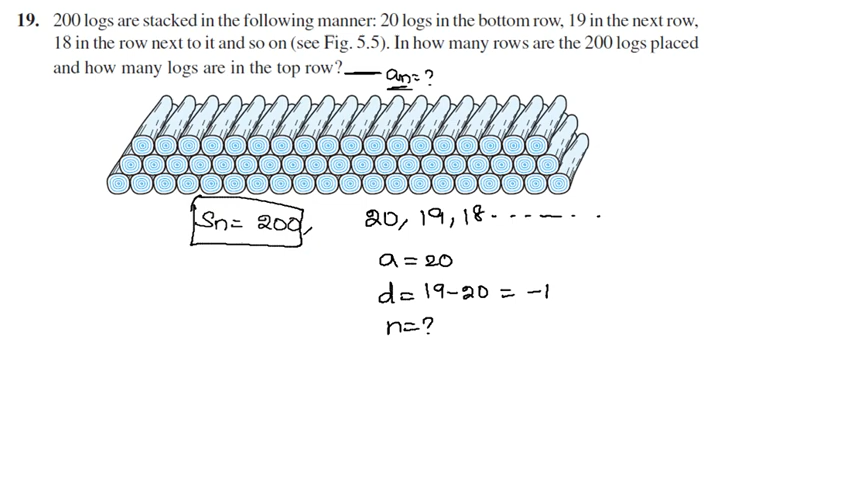 19. 200 logs are stacked in the following manner: 20 logs in the bottom row, 19 in the next row,
18 in the row next to it and so on (see Fig. 5.5). In how many rows are the 200 logs placed
and how many logs are in the top row?
an=?
Sn= 200,
20, 19, 18- - - - - - -
a = 20
d= 19-20 = -1
n=?